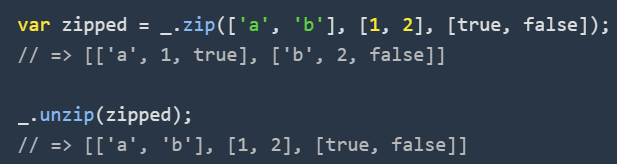 var zipped = _.zip(['a', 'b'], [1, 2], [true, false]);
// => [['a', 1, true], ['b', 2, false]]
_.unzip(zipped);
// => [['a', 'b'], [1, 2], [true, false]]